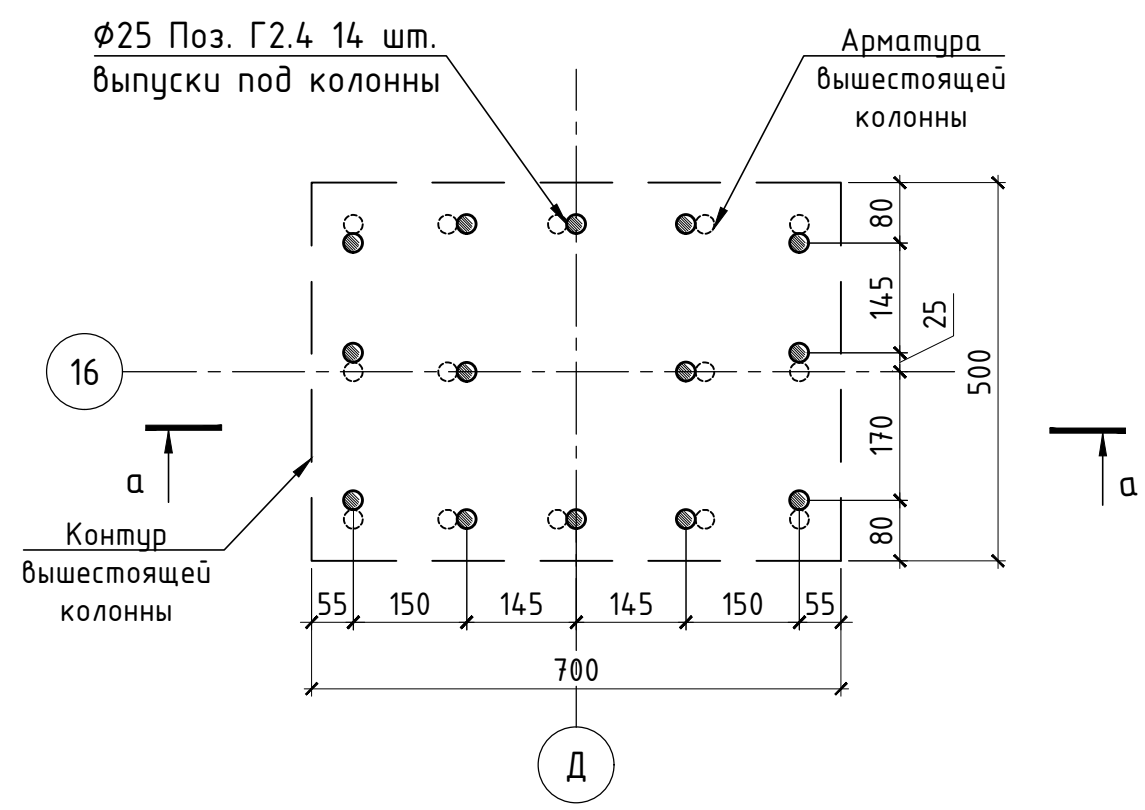 Φ25 Поз. Г2.4 14 шт.
выпуски под колонны
Арматура
вышестоящей
колонны
80
145
25
500
170
80
16
а
а
Контур
вышестоящей
колонны
55 150 145 145 150 55
700
Д